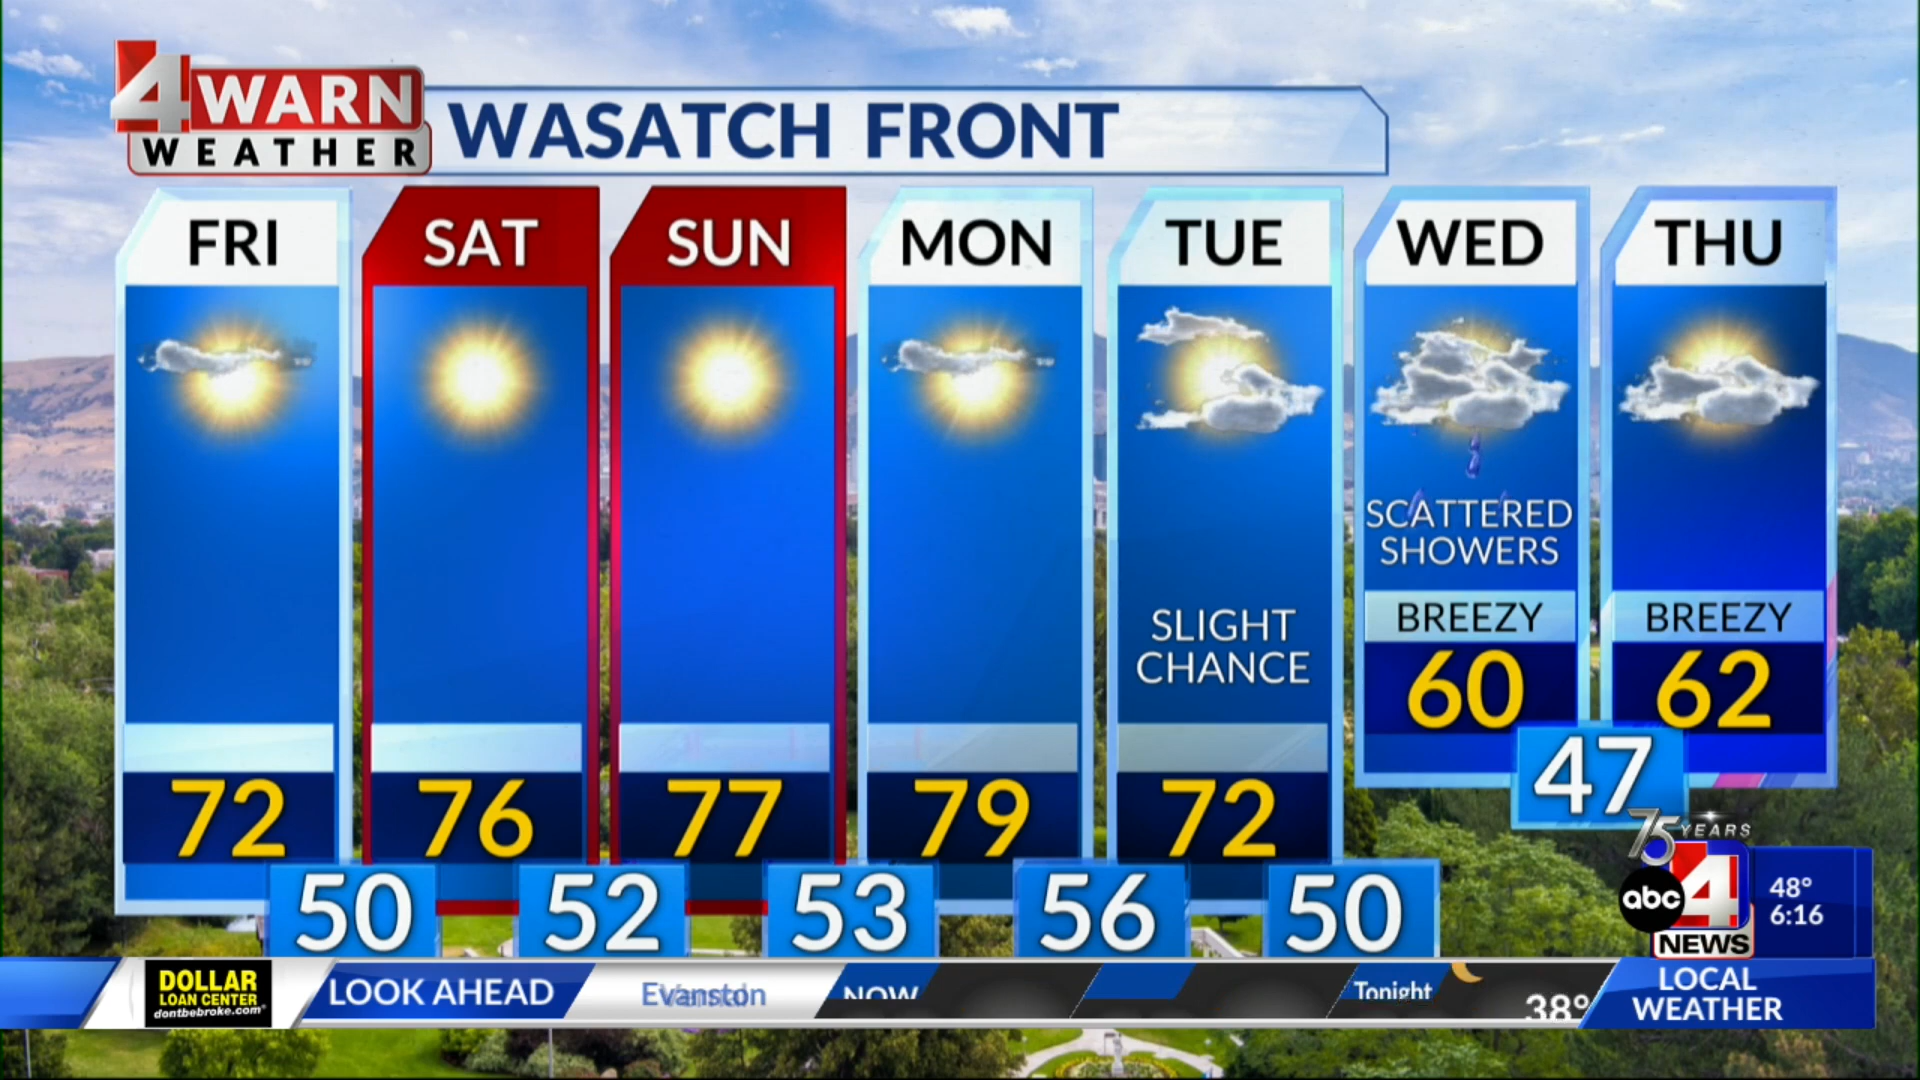 4 WARN
WEATHER
WASATCH FRONT
FRI
SAT
SUN
MON
TUE
WED
THU
SCATTERED
SHOWERS
SLIGHT
CHANCE
BREEZY
BREEZY
60
62
47
72
76
77
79
72
50
52
53
56
50
75 YEARS
abc 4
NEWS
48°
6:16
DOLLAR
LOAN CENTER
dontbebroke.com
LOOK AHEAD
Evanston
NOW
Tonight
38°
LOCAL
WEATHER